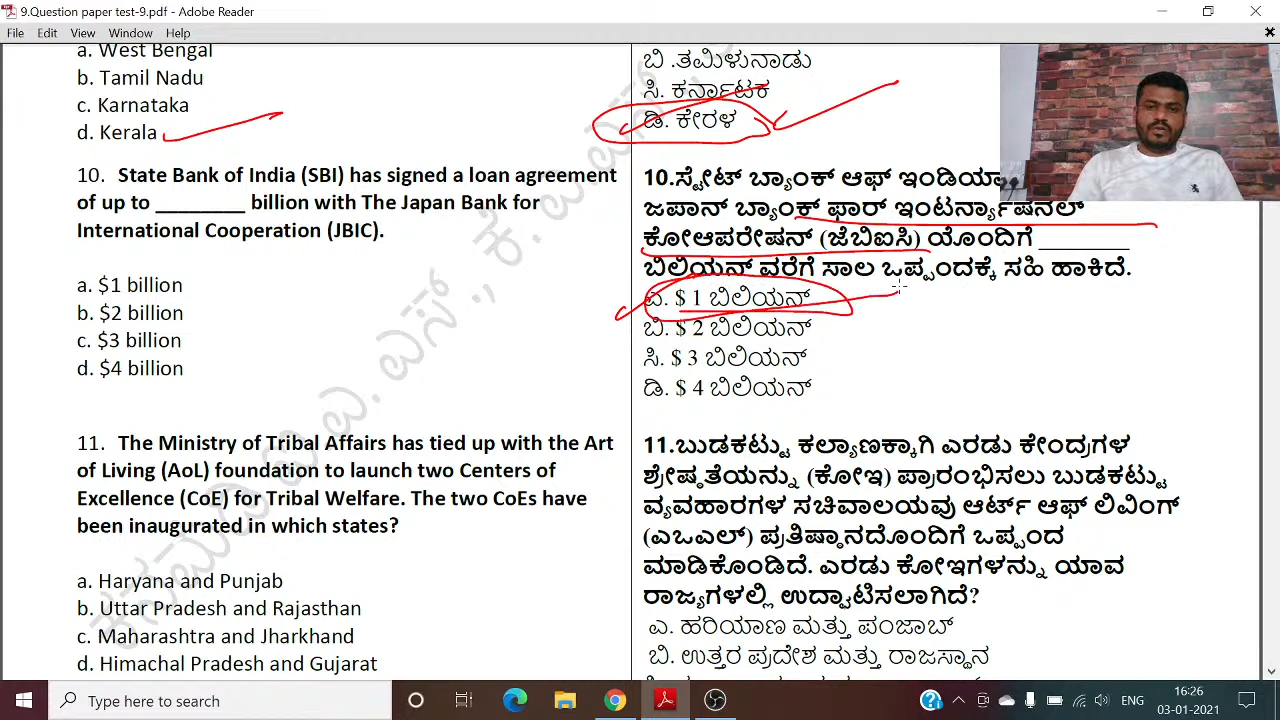 9.Question paper test-9.pdf - Adobe Reader
File Edit View Window Help
a. West Bengal
b. Tamil Nadu
c. Karnataka
d. Kerala
10. State Bank of India (SBI) has signed a loan agreement
of up to ________ billion with The Japan Bank for
International Cooperation (JBIC).
a. $1 billion
b. $2 billion
c. $3 billion
d. $4 billion
11. The Ministry of Tribal Affairs has tied up with the Art
of Living (AoL) foundation to launch two Centers of
Excellence (CoE) for Tribal Welfare. The two CoEs have
been inaugurated in which states?
a. Haryana and Punjab
b. Uttar Pradesh and Rajasthan
c. Maharashtra and Jharkhand
d. Himachal Pradesh and Gujarat
ಬಿ .ತಮಿಳುನಾಡು
ಸಿ. ಕರ್ನಾಟಕ
ಡಿ. ಕೇರಳ
10.ಸ್ಟೇಟ್ ಬ್ಯಾಂಕ್ ಆಫ್ ಇಂಡಿಯಾ
ಜಪಾನ್ ಬ್ಯಾಂಕ್ ಫಾರ್ ಇಂಟರ್ನ್ಯಾಷನಲ್
ಕೋಆಪರೇಷನ್ (ಜೆಬಿಐಸಿ) ಯೊಂದಿಗೆ ________
ಬಿಲಿಯನ್ ವರೆಗೆ ಸಾಲ ಒಪ್ಪಂದಕ್ಕೆ ಸಹಿ ಹಾಕಿದೆ.
ಎ. $ 1 ಬಿಲಿಯನ್
ಬಿ. $ 2 ಬಿಲಿಯನ್
ಸಿ. $ 3 ಬಿಲಿಯನ್
ಡಿ. $ 4 ಬಿಲಿಯನ್
11.ಬುಡಕಟ್ಟು ಕಲ್ಯಾಣಕ್ಕಾಗಿ ಎರಡು ಕೇಂದ್ರಗಳ
ಶ್ರೇಷ್ಠತೆಯನ್ನು (ಕೋಇ) ಪ್ರಾರಂಭಿಸಲು ಬುಡಕಟ್ಟು
ವ್ಯವಹಾರಗಳ ಸಚಿವಾಲಯವು ಆರ್ಟ್ ಆಫ್ ಲಿವಿಂಗ್
(ಎಒಎಲ್) ಪ್ರತಿಷ್ಠಾನದೊಂದಿಗೆ ಒಪ್ಪಂದ
ಮಾಡಿಕೊಂಡಿದೆ. ಎರಡು ಕೋಇಗಳನ್ನು ಯಾವ
ರಾಜ್ಯಗಳಲ್ಲಿ ಉದ್ಘಾಟಿಸಲಾಗಿದೆ?
ಎ. ಹರಿಯಾಣ ಮತ್ತು ಪಂಜಾಬ್
ಬಿ. ಉತ್ತರ ಪ್ರದೇಶ ಮತ್ತು ರಾಜಸ್ಥಾನ
Type here to search
ENG
16:26
03-01-2021